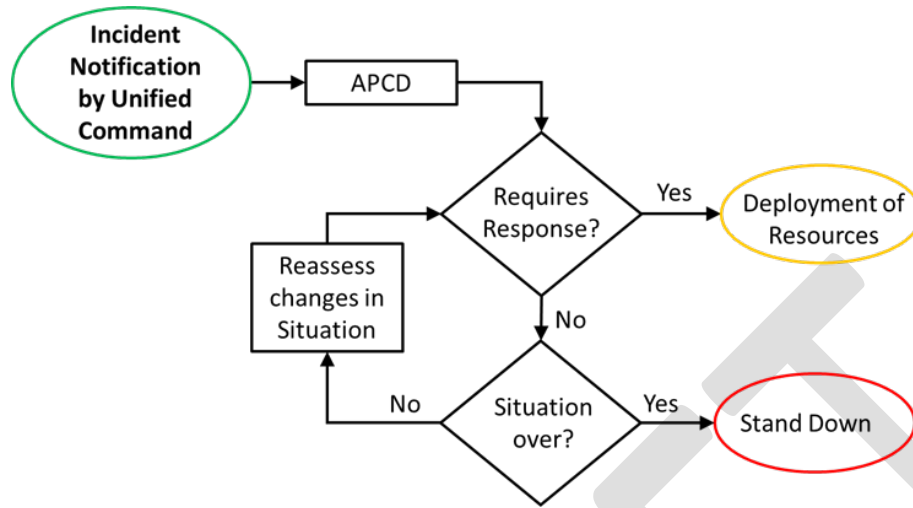 Incident
Notification
by Unified
Command
APCD
Requires
Response?
Yes
Deployment of
Resources
Reassess
changes in
Situation
No
No
Situation
over?
Yes
Stand Down